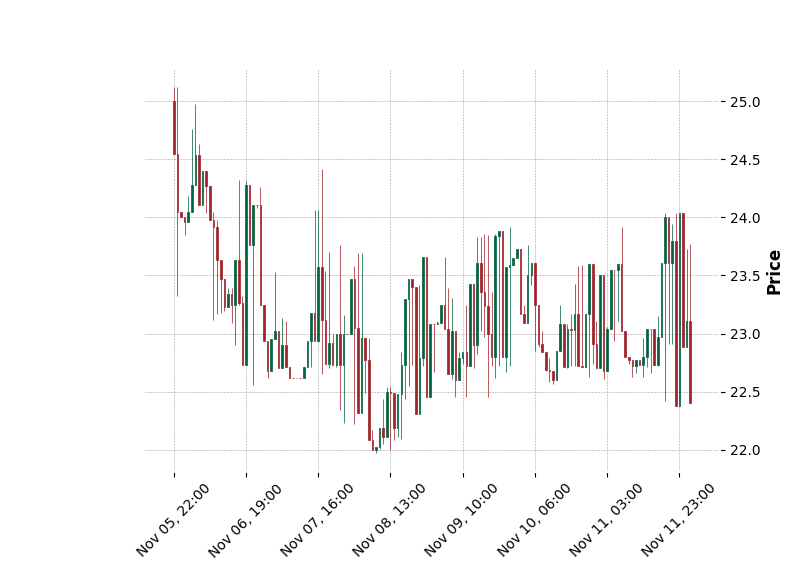 25.0
24.5
24.0
23.5
23.0
22.5
22.0
Price
Nov 05, 22:00
Nov 06, 19:00
Nov 07, 16:00
Nov 08, 13:00
Nov 09, 10:00
Nov 10, 06:00
Nov 11, 03:00
Nov 11, 23:00